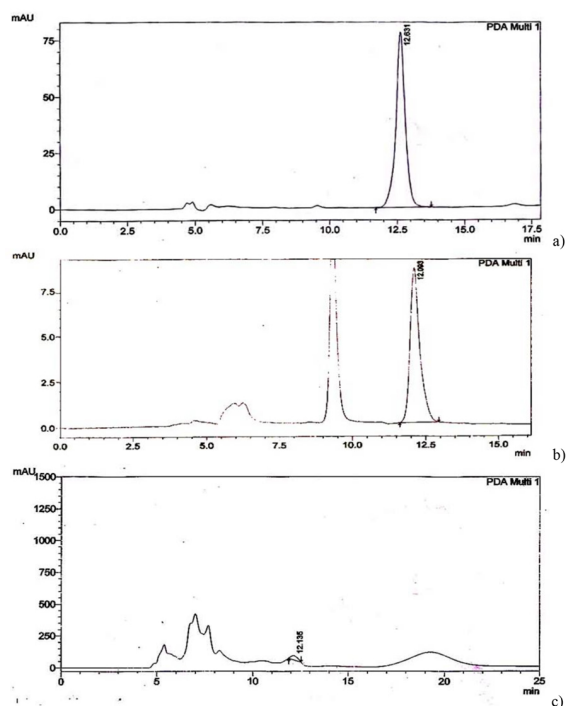 mAU
PDA Multi 1
75
50
25
0
12.631
0.0 2.5 5.0 7.5 10.0 12.5 15.0 17.5
min
a)
mAU
PDA Multi 1
7.5
5.0
2.5
0.0
12.093
0.0 2.5 5.0 7.5 10.0 12.5 15.0
min
b)
mAU
1500
PDA Multi 1
1250
1000
750
500
250
0
12.135
0 5 10 15 20 25
min
c)